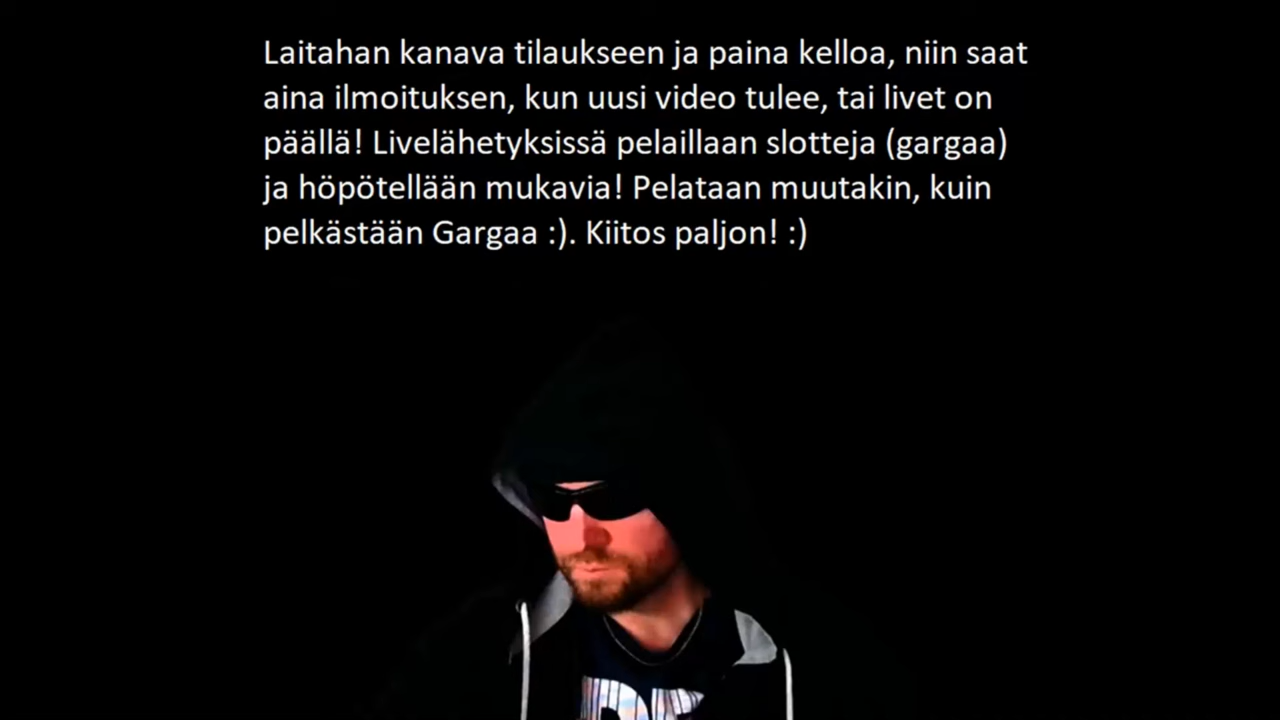 Laitahan kanava tilaukseen ja paina kelloa, niin saat
aina ilmoituksen, kun uusi video tulee, tai livet on
päällä! Livelähetyksissä pelaillaan slotteja (gargaa)
ja höpötellään mukavia! Pelataan muutakin, kuin
pelkästään Gargaa :). Kiitos paljon! :)